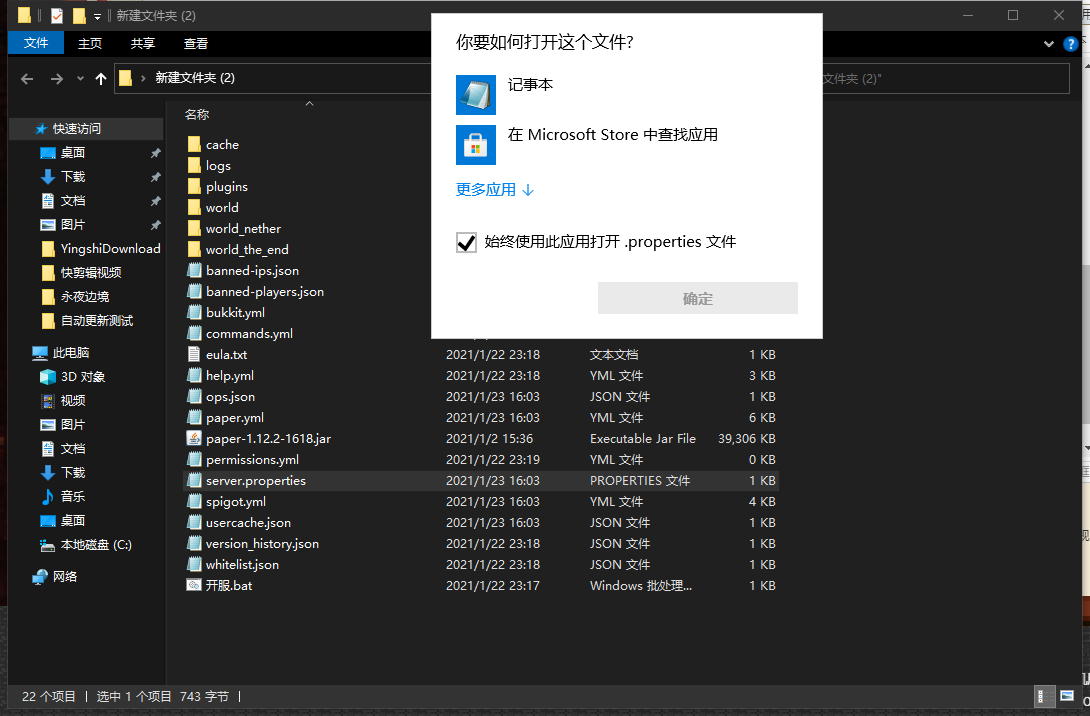 新建文件夹 (2)
文件 主页 共享 查看
新建文件夹 (2)
文件夹 (2)"
名称
快速访问
桌面
下载
文档
图片
YingshiDownload
快剪辑视频
永夜边境
自动更新测试
此电脑
3D 对象
视频
图片
文档
下载
音乐
桌面
本地磁盘 (C:)
网络
cache
logs
plugins
world
world_nether
world_the_end
banned-ips.json
banned-players.json
bukkit.yml
commands.yml
eula.txt 2021/1/22 23:18 文本文档 1 KB
help.yml 2021/1/22 23:18 YML 文件 3 KB
ops.json 2021/1/23 16:03 JSON 文件 1 KB
paper.yml 2021/1/23 16:03 YML 文件 6 KB
paper-1.12.2-1618.jar 2021/1/2 15:36 Executable Jar File 39,306 KB
permissions.yml 2021/1/22 23:19 YML 文件 0 KB
server.properties 2021/1/23 16:03 PROPERTIES 文件 1 KB
spigot.yml 2021/1/23 16:03 YML 文件 4 KB
usercache.json 2021/1/23 16:03 JSON 文件 1 KB
version_history.json 2021/1/22 23:18 JSON 文件 1 KB
whitelist.json 2021/1/22 23:18 JSON 文件 1 KB
开服.bat 2021/1/22 23:17 Windows 批处理... 1 KB
你要如何打开这个文件?
记事本
在 Microsoft Store 中查找应用
更多应用 ↓
始终使用此应用打开 .properties 文件
确定
22 个项目 | 选中 1 个项目 743 字节 |